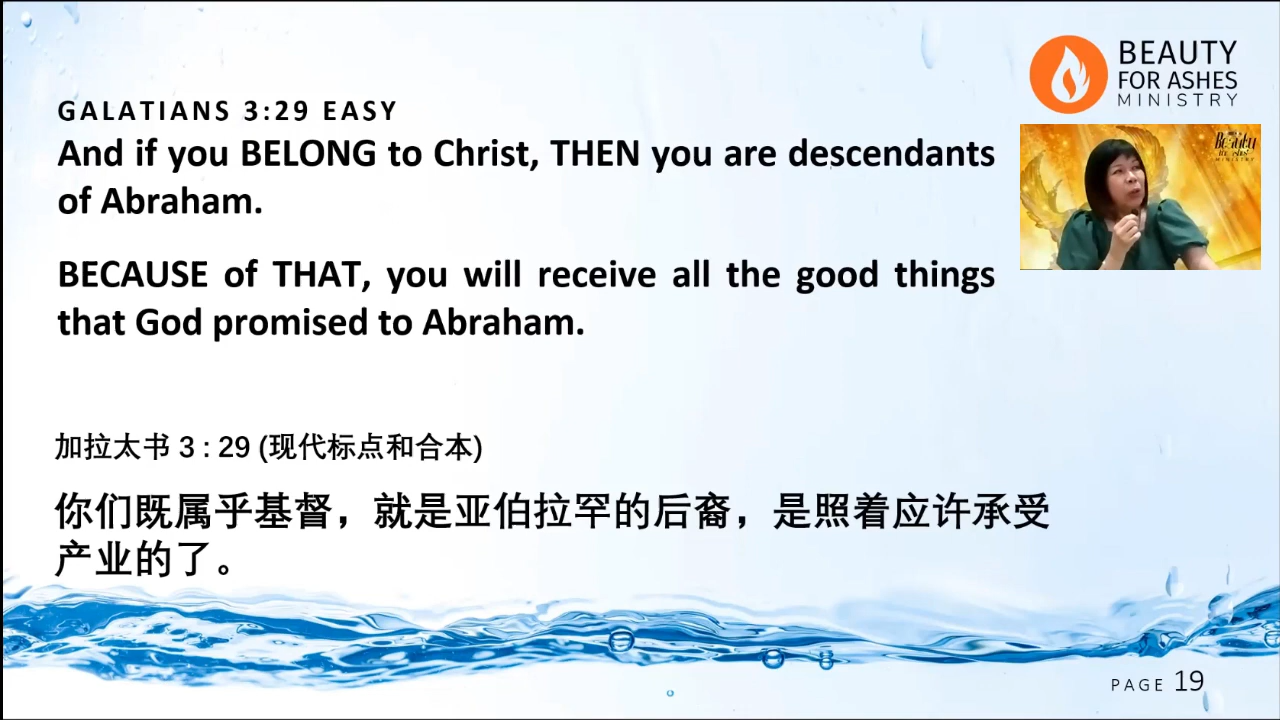 BEAUTY
FOR ASHES
MINISTRY
GALATIANS 3:29 EASY
And if you BELONG to Christ, THEN you are descendants
of Abraham.
BECAUSE of THAT, you will receive all the good things
that God promised to Abraham.
加拉太书 3 : 29 (现代标点和合本)
你们既属乎基督，就是亚伯拉罕的后裔，是照着应许承受
产业的了。
PAGE 19